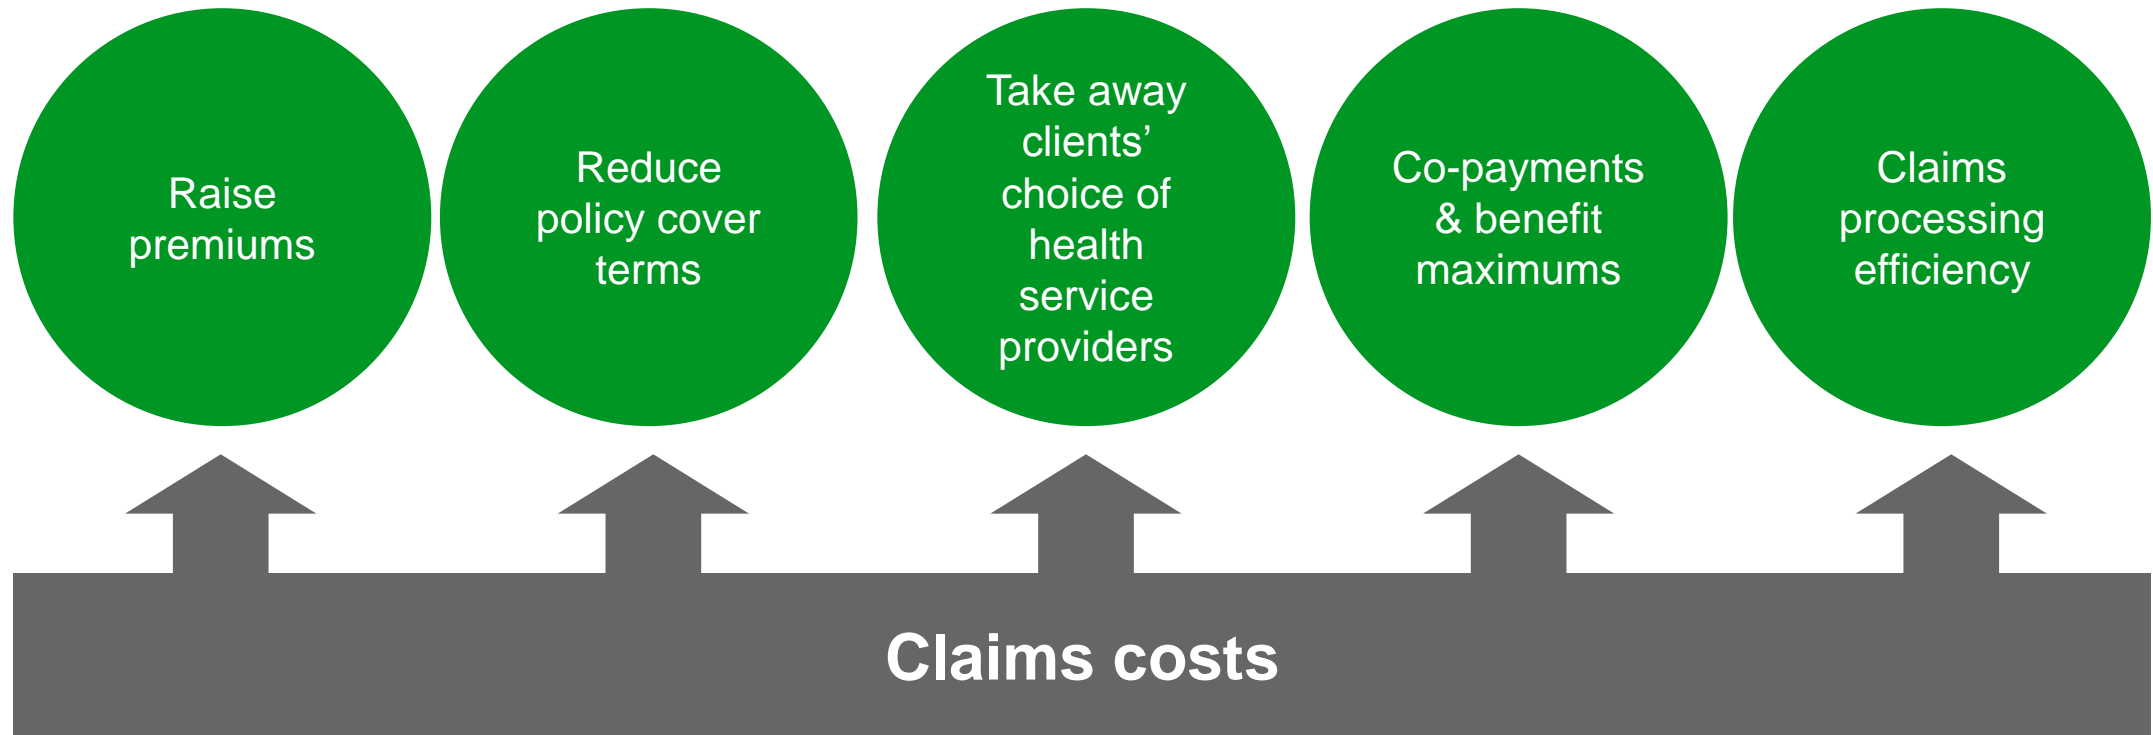 Raise
premiums
Reduce
policy cover
terms
Take away
clients’
choice of
health
service
providers
Co-payments
& benefit
maximums
Claims
processing
efficiency
Claims costs